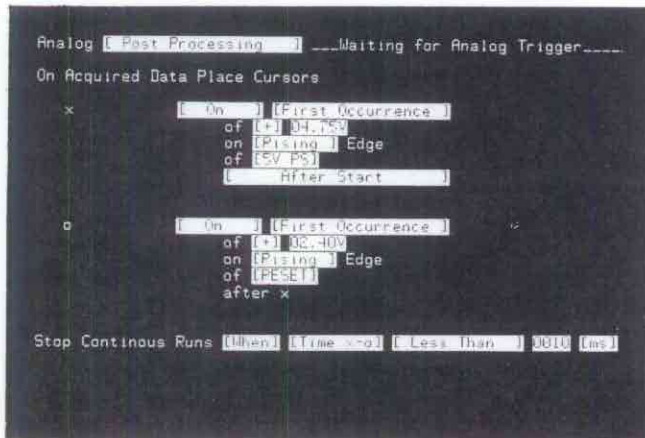 Analog [ Post Processing ] ___Waiting for Analog Trigger____.
On Acquired Data Place Cursors
x [ On ] [First Occurrence ]
of [+] 04.75V
on [Rising ] Edge
of [5V PS]
[ After Start ]
o [ On ] [First Occurrence ]
of [+] 02.40V
on [Rising ] Edge
of [RESET]
after x
Stop Continous Runs [When] [Time x-o] [ Less Than ] 0010 [ms]